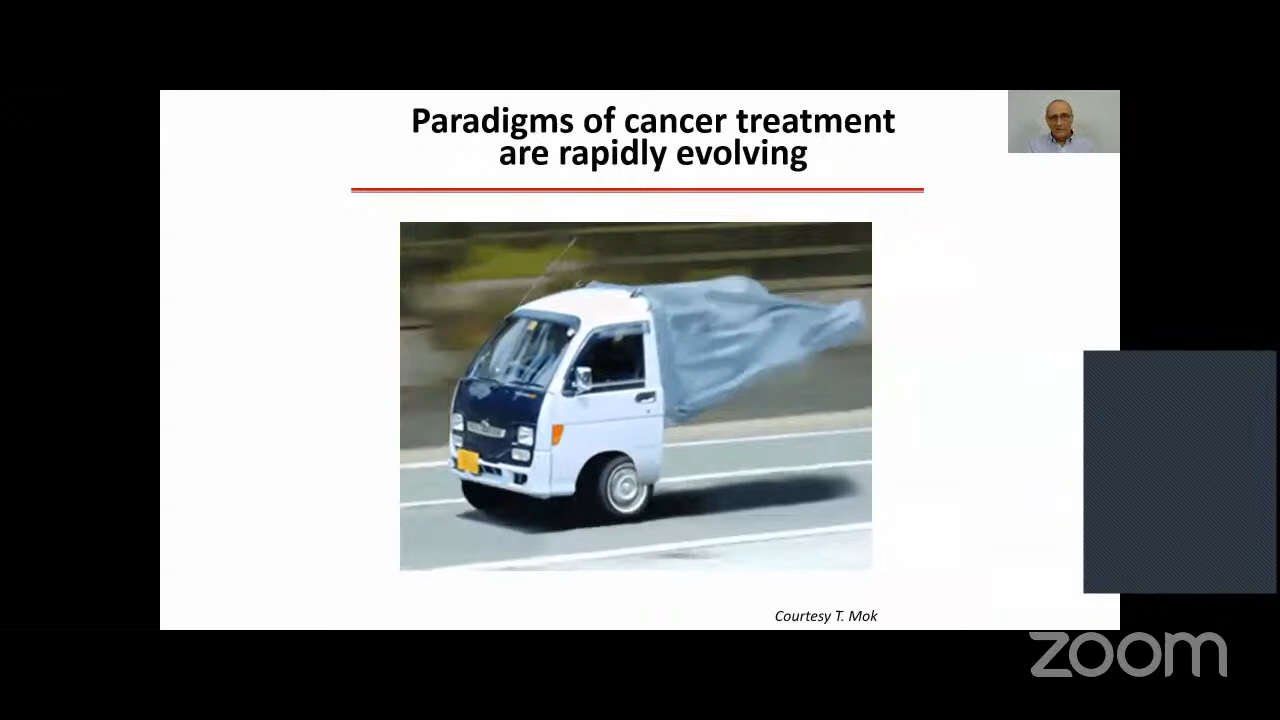 Paradigms of cancer treatment
are rapidly evolving
Courtesy T. Mok
zoom